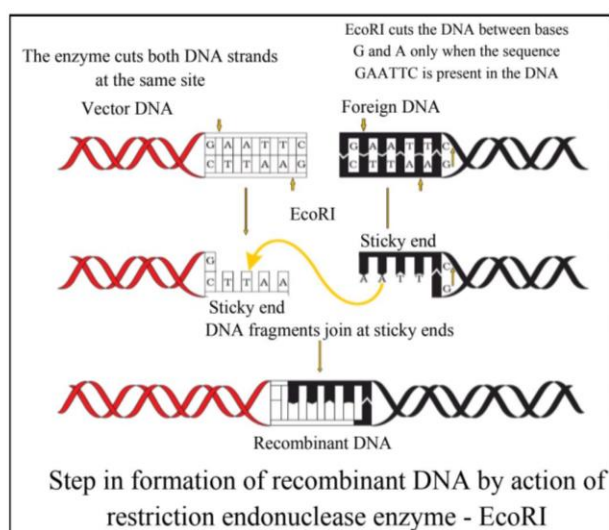 The enzyme cuts both DNA strands
at the same site
EcoRI cuts the DNA between bases
G and A only when the sequence
GAATTC is present in the DNA
Vector DNA
Foreign DNA
G A A T T C
C T T A A G
G A A T T C
C T T A A G
EcoRI
Sticky end
G
C T T A A
C
A A T T
G
Sticky end
DNA fragments join at sticky ends
Recombinant DNA
Step in formation of recombinant DNA by action of
restriction endonuclease enzyme - EcoRI